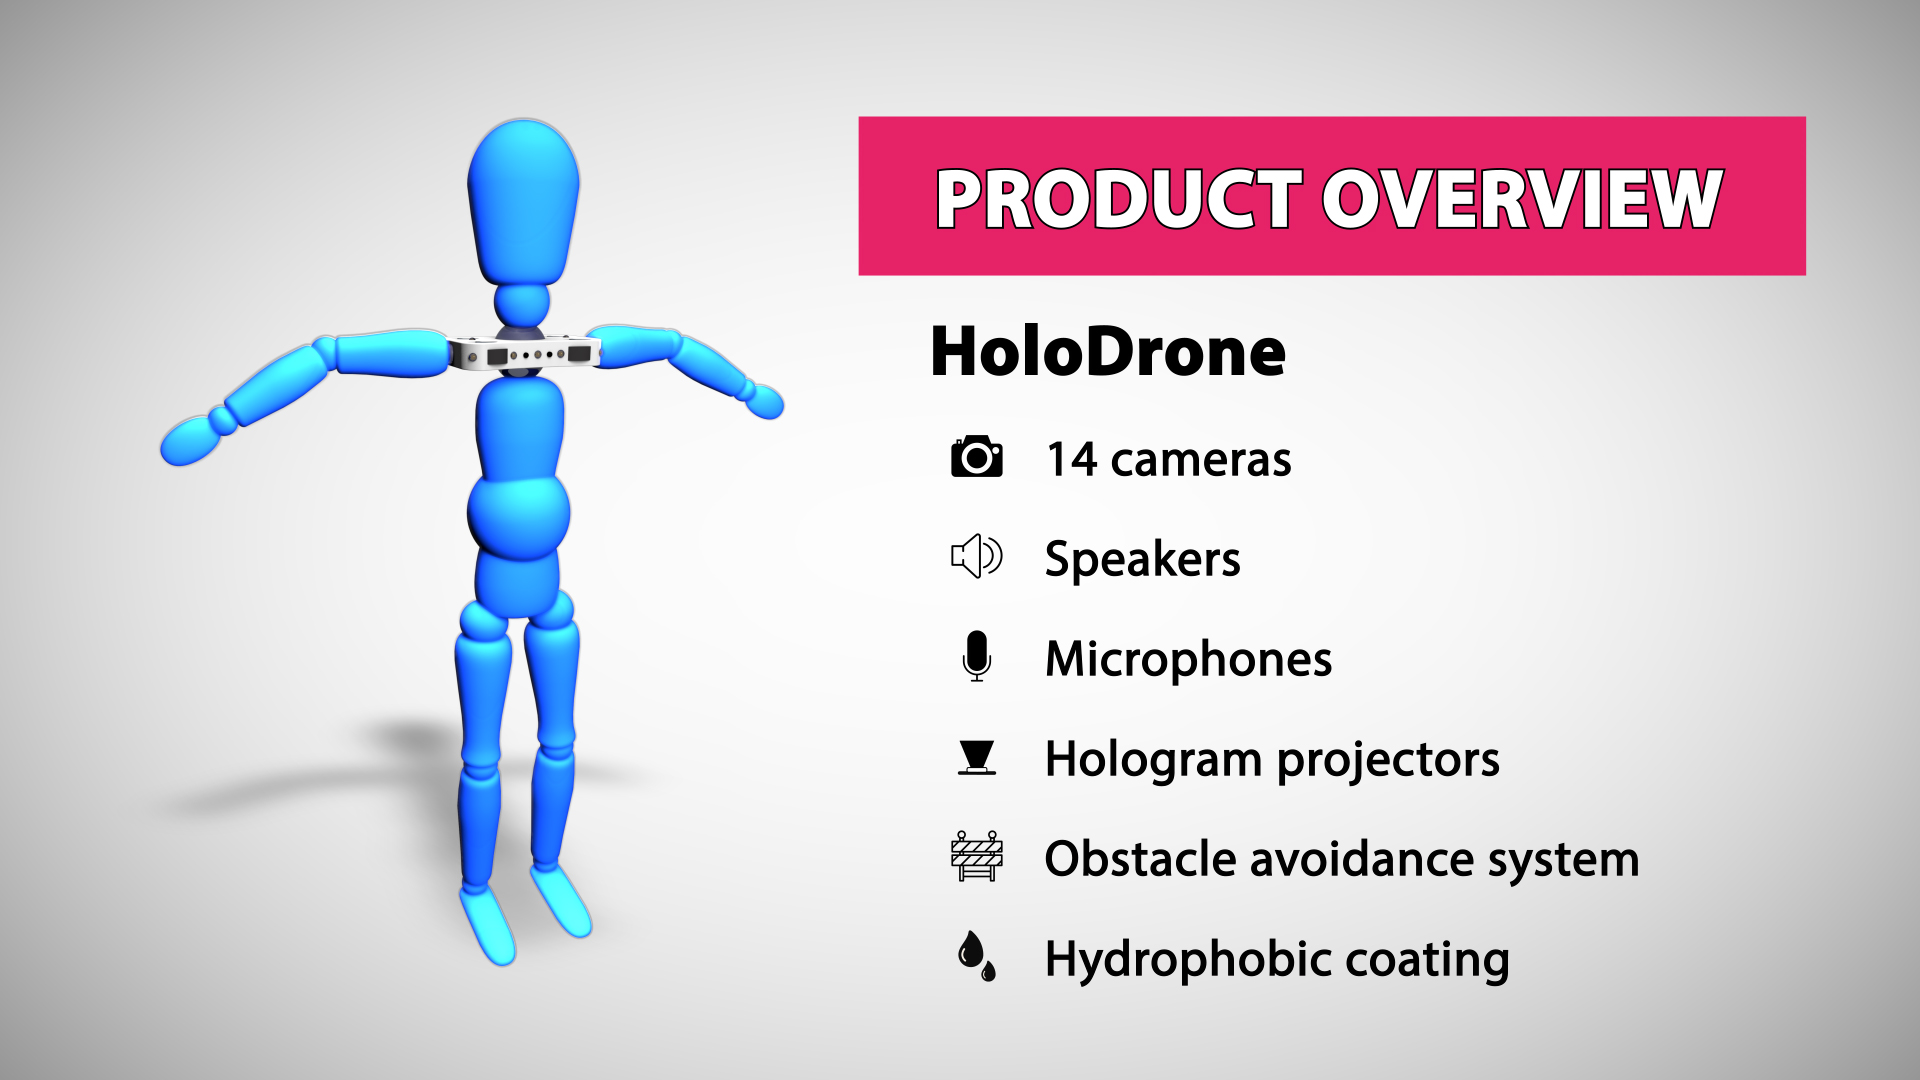 PRODUCT OVERVIEW
HoloDrone
14 cameras
Speakers
Microphones
Hologram projectors
Obstacle avoidance system
Hydrophobic coating